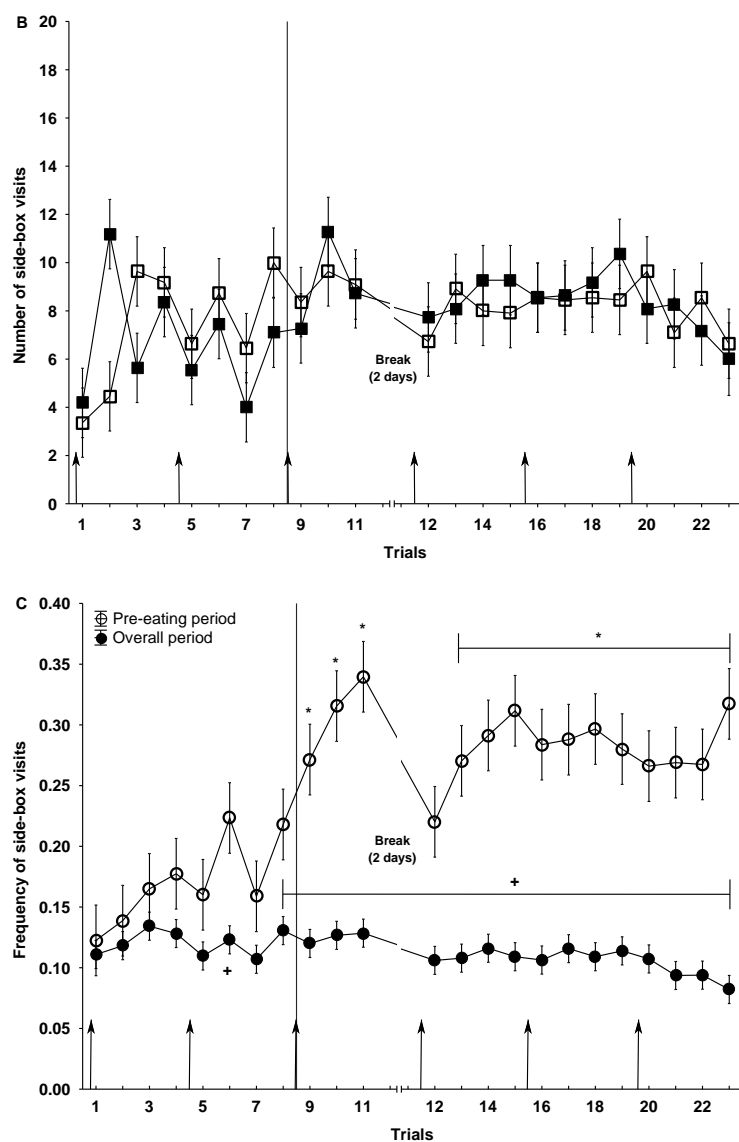 B
20
18
16
14
12
10
8
6
4
2
0
Number of side-box visits
Break
(2 days)
1 3 5 7 9 11 12 14 16 18 20 22
Trials
C
0.40
0.35
0.30
0.25
0.20
0.15
0.10
0.05
0.00
Frequency of side-box visits
Pre-eating period
Overall period
* * * *
Break
(2 days)
+
+
1 3 5 7 9 11 12 14 16 18 20 22
Trials